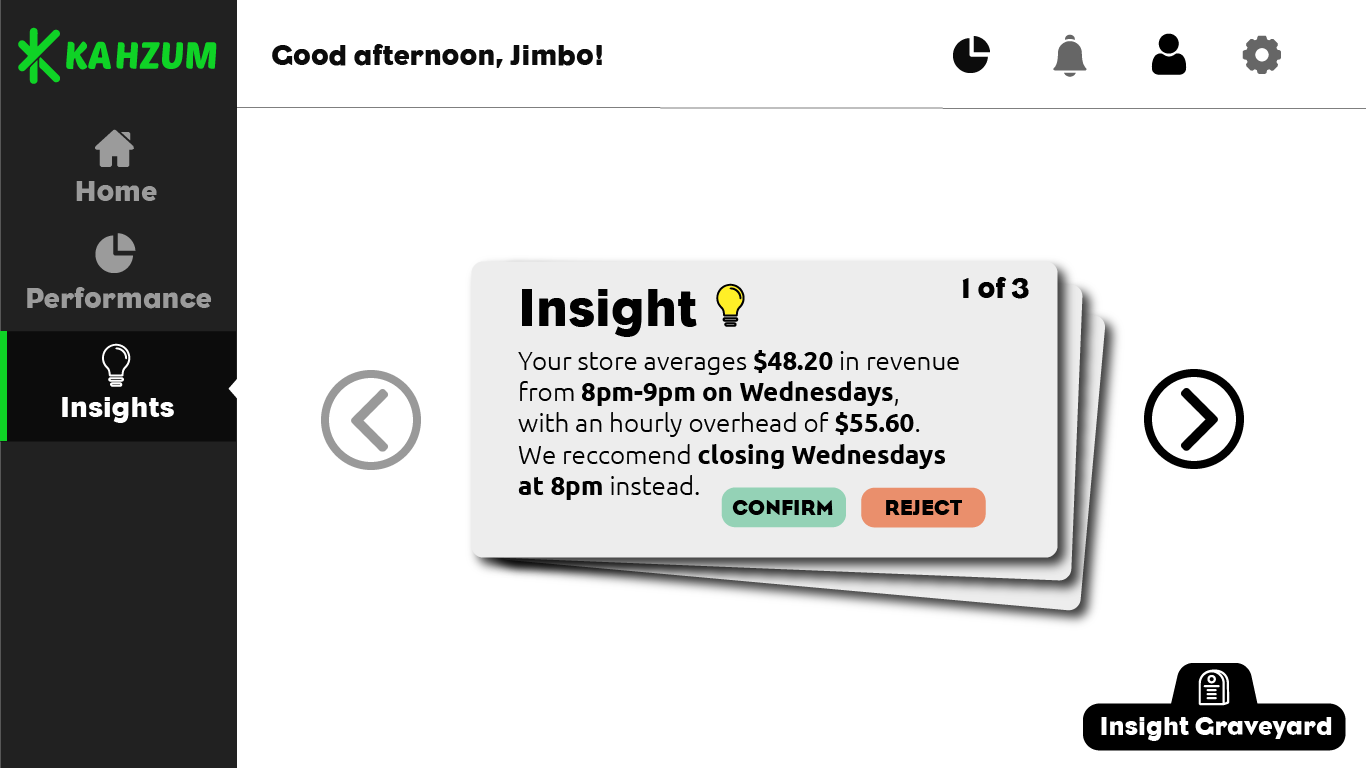 KAHZUM
Good afternoon, Jimbo!
Home
Performance
Insights
1 of 3
Insight
Your store averages $48.20 in revenue
from 8pm-9pm on Wednesdays,
with an hourly overhead of $55.60.
We reccomend closing Wednesdays
at 8pm instead.
CONFIRM REJECT
Insight Graveyard